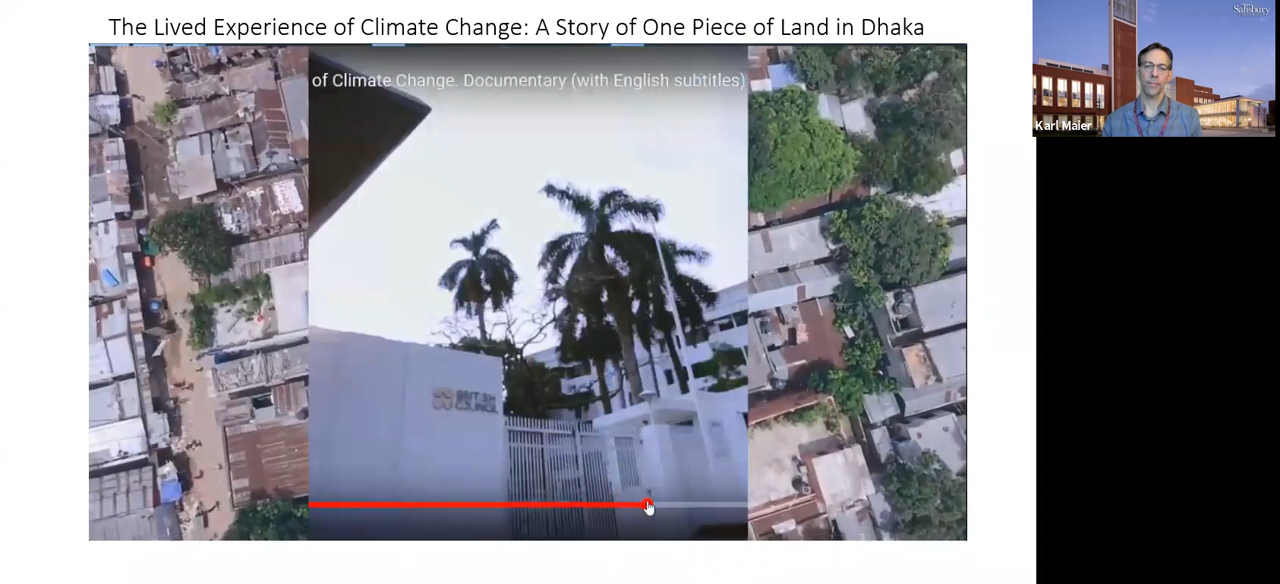 The Lived Experience of Climate Change: A Story of One Piece of Land in Dhaka
of Climate Change. Documentary (with English subtitles)
COUNCIL
Salisbury
Karl Maier